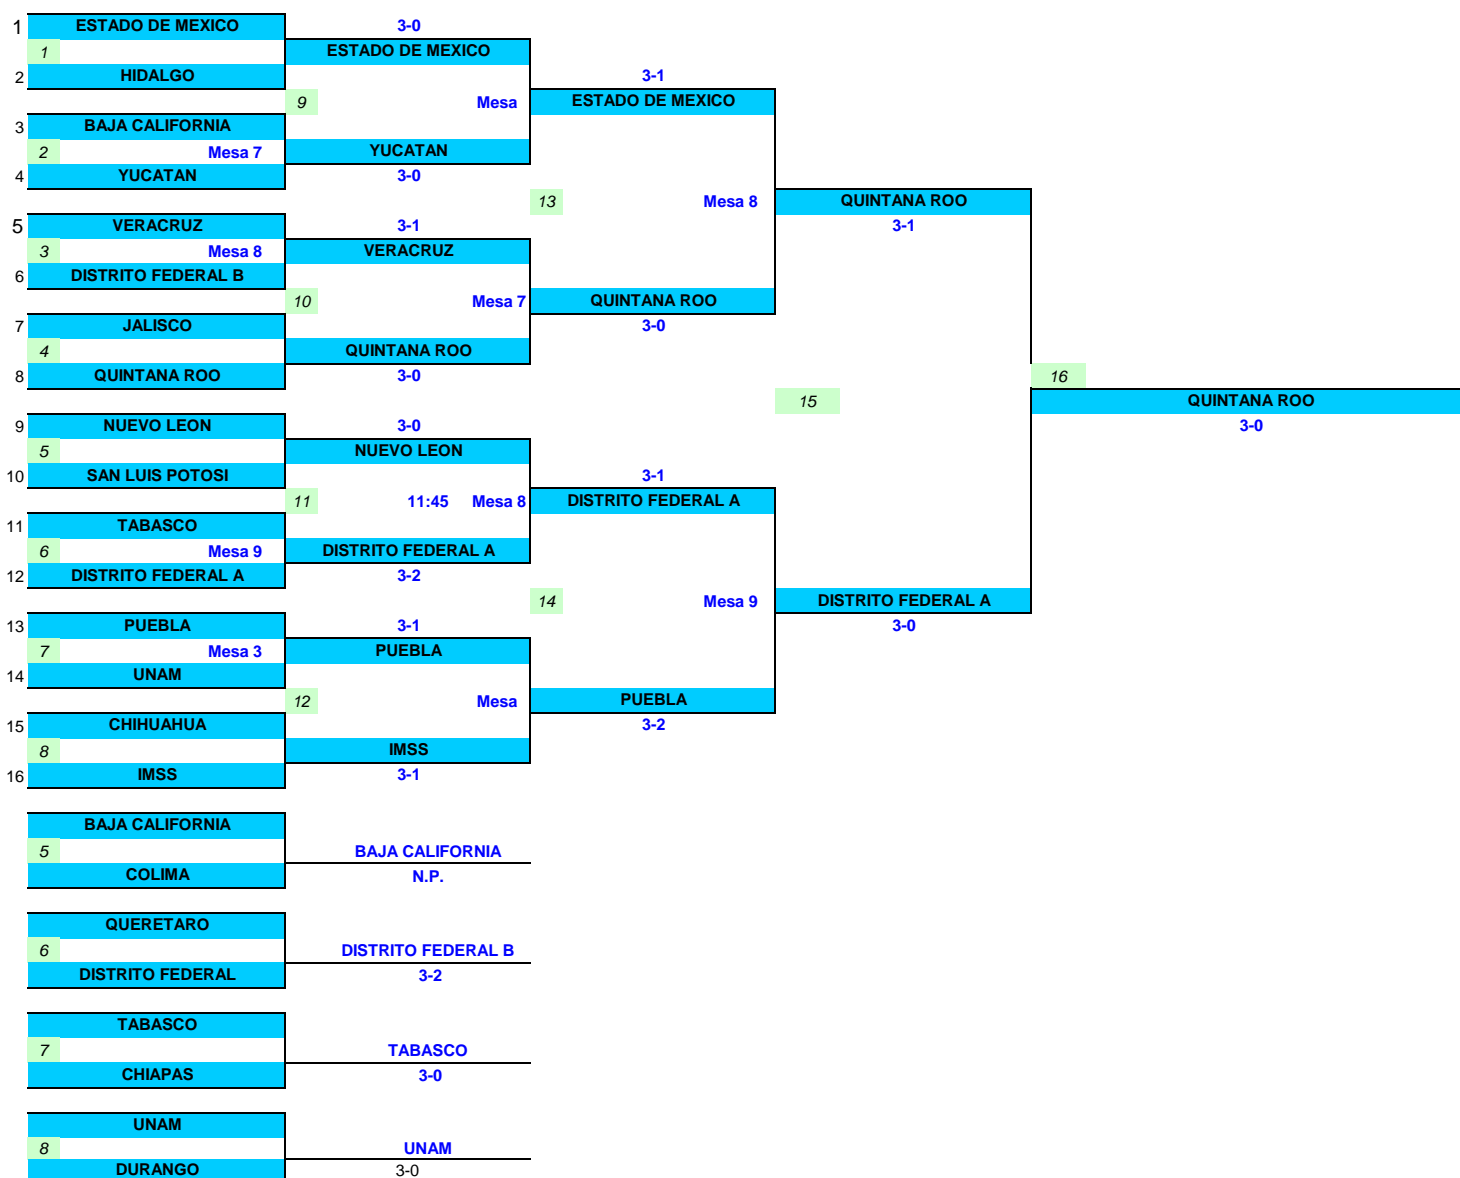 1 ESTADO DE MEXICO 3-0
1 ESTADO DE MEXICO
2 HIDALGO 3-1
9 Mesa ESTADO DE MEXICO
3 BAJA CALIFORNIA
2 Mesa 7 YUCATAN
4 YUCATAN 3-0
13 Mesa 8 QUINTANA ROO
5 VERACRUZ 3-1 3-1
3 Mesa 8 VERACRUZ
6 DISTRITO FEDERAL B
10 Mesa 7 QUINTANA ROO
7 JALISCO 3-0
4 QUINTANA ROO
8 QUINTANA ROO 3-0 16
15 QUINTANA ROO
9 NUEVO LEON 3-0 3-0
5 NUEVO LEON
10 SAN LUIS POTOSI 3-1
11 11:45 Mesa 8 DISTRITO FEDERAL A
11 TABASCO
6 Mesa 9 DISTRITO FEDERAL A
12 DISTRITO FEDERAL A 3-2
14 Mesa 9 DISTRITO FEDERAL A
13 PUEBLA 3-1 3-0
7 Mesa 3 PUEBLA
14 UNAM
12 Mesa PUEBLA
15 CHIHUAHUA 3-2
8 IMSS
16 IMSS 3-1
BAJA CALIFORNIA
5 BAJA CALIFORNIA
COLIMA N.P.
QUERETARO
6 DISTRITO FEDERAL B
DISTRITO FEDERAL 3-2
TABASCO
7 TABASCO
CHIAPAS 3-0
UNAM
8 UNAM
DURANGO 3-0